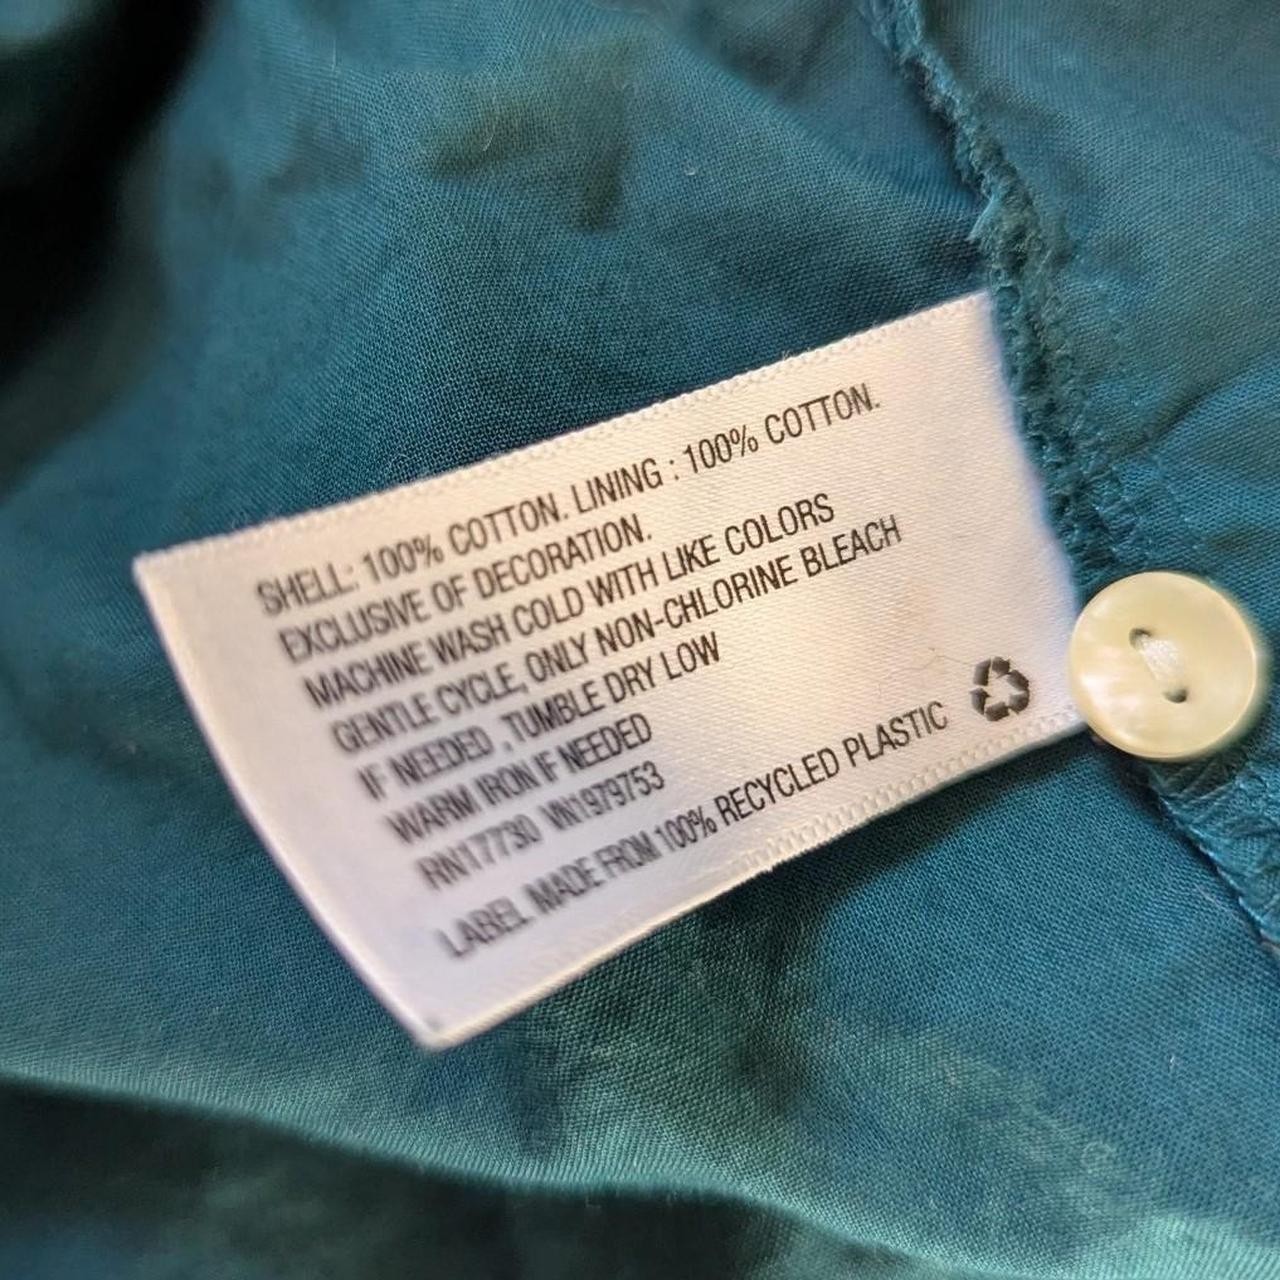 SHELL: 100% COTTON. LINING : 100% COTTON.
EXCLUSIVE OF DECORATION.
MACHINE WASH COLD WITH LIKE COLORS
GENTLE CYCLE, ONLY NON-CHLORINE BLEACH
IF NEEDED , TUMBLE DRY LOW
WARM IRON IF NEEDED
RN17730 VN1979753
LABEL MADE FROM 100% RECYCLED PLASTIC